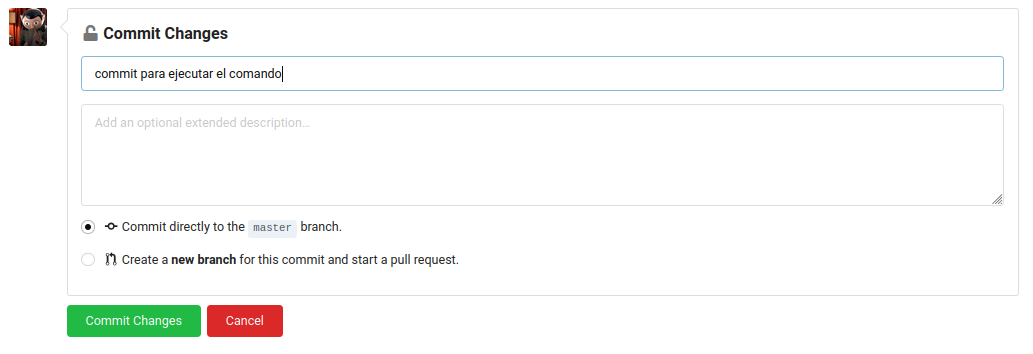 Commit Changes
commit para ejecutar el comando
Add an optional extended description...
Commit directly to the master branch.
Create a new branch for this commit and start a pull request.
Commit Changes
Cancel